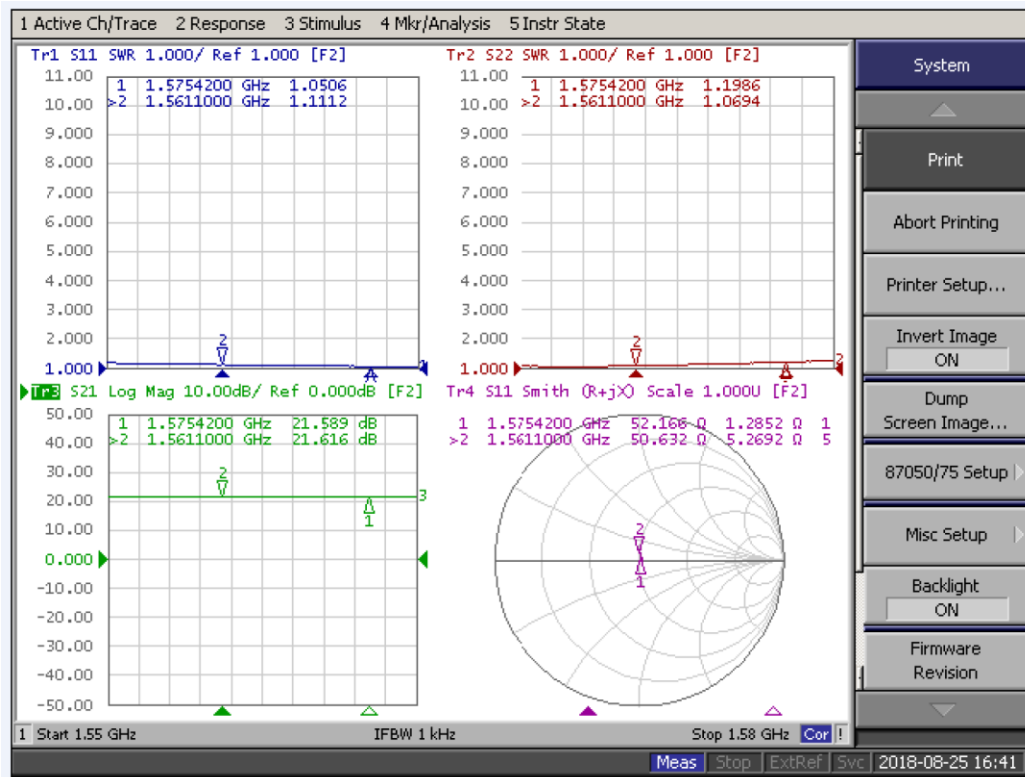 1 Active Ch/Trace 2 Response 3 Stimulus 4 Mkr/Analysis 5 Instr State
Tr1 S11 SWR 1.000/ Ref 1.000 [F2]
11.00
10.00
9.000
8.000
7.000
6.000
5.000
4.000
3.000
2.000
1.000
1 1.5754200 GHz 1.0506
>2 1.5611000 GHz 1.1112
2
1
1
Tr2 S22 SWR 1.000/ Ref 1.000 [F2]
11.00
10.00
9.000
8.000
7.000
6.000
5.000
4.000
3.000
2.000
1.000
1 1.5754200 GHz 1.1986
>2 1.5611000 GHz 1.0694
2
1
2
Tr3 S21 Log Mag 10.00dB/ Ref 0.000dB [F2]
50.00
40.00
30.00
20.00
10.00
0.000
-10.00
-20.00
-30.00
-40.00
-50.00
1 1.5754200 GHz 21.589 dB
>2 1.5611000 GHz 21.616 dB
2
1
3
Tr4 S11 Smith (R+jX) Scale 1.000U [F2]
1 1.5754200 GHz 52.166 Ω 1.2852 Ω 1
>2 1.5611000 GHz 50.632 Ω 5.2692 Ω 5
2
1
1 Start 1.55 GHz IFBW 1 kHz Stop 1.58 GHz Cor !
System
Print
Abort Printing
Printer Setup...
Invert Image
ON
Dump
Screen Image...
87050/75 Setup
Misc Setup
Backlight
ON
Firmware
Revision
Meas Stop ExtRef Svc 2018-08-25 16:41